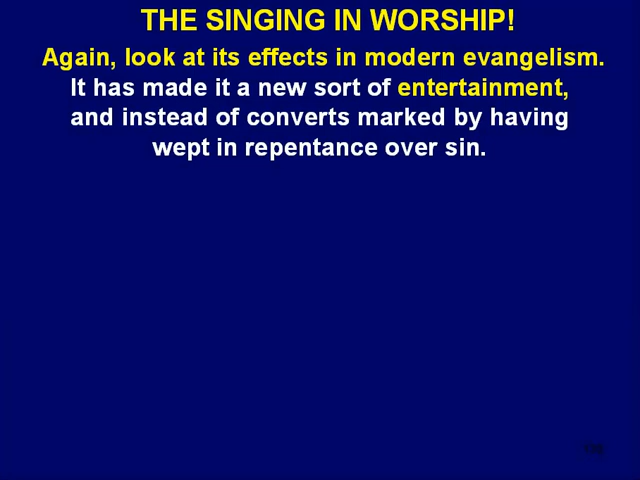 THE SINGING IN WORSHIP!
Again, look at its effects in modern evangelism.
It has made it a new sort of entertainment,
and instead of converts marked by having
wept in repentance over sin.